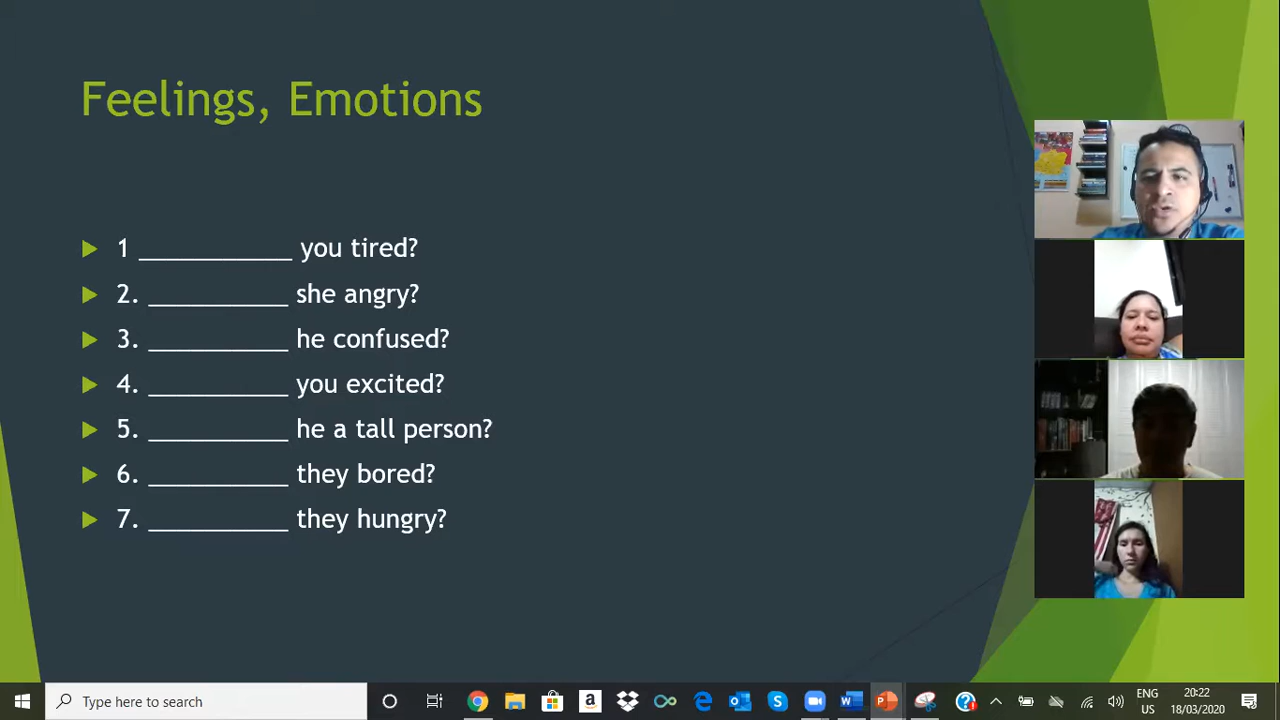 Feelings, Emotions
1 ____________ you tired?
2. ___________ she angry?
3. ___________ he confused?
4. ___________ you excited?
5. ___________ he a tall person?
6. ___________ they bored?
7. ___________ they hungry?
Type here to search
ENG
US
20:22
18/03/2020